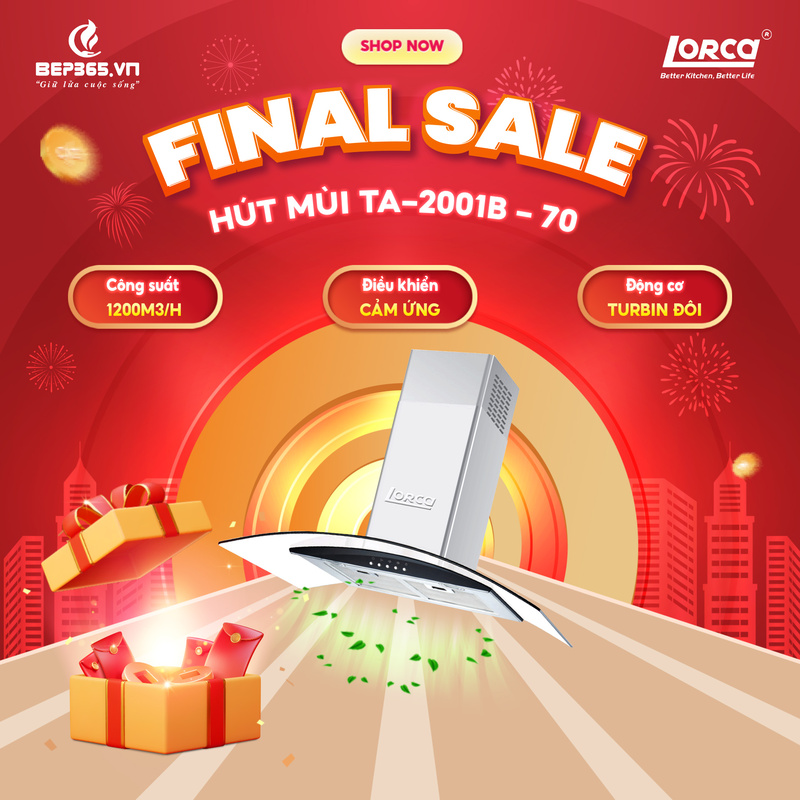 BEP365.VN
"Giữ lửa cuộc sống"
SHOP NOW
LORCA®
Better Kitchen, Better Life
FINAL SALE
HÚT MÙI TA-2001B - 70
Công suất
1200M3/H
Điều khiển
CẢM ỨNG
Động cơ
TURBIN ĐÔI
LORCA